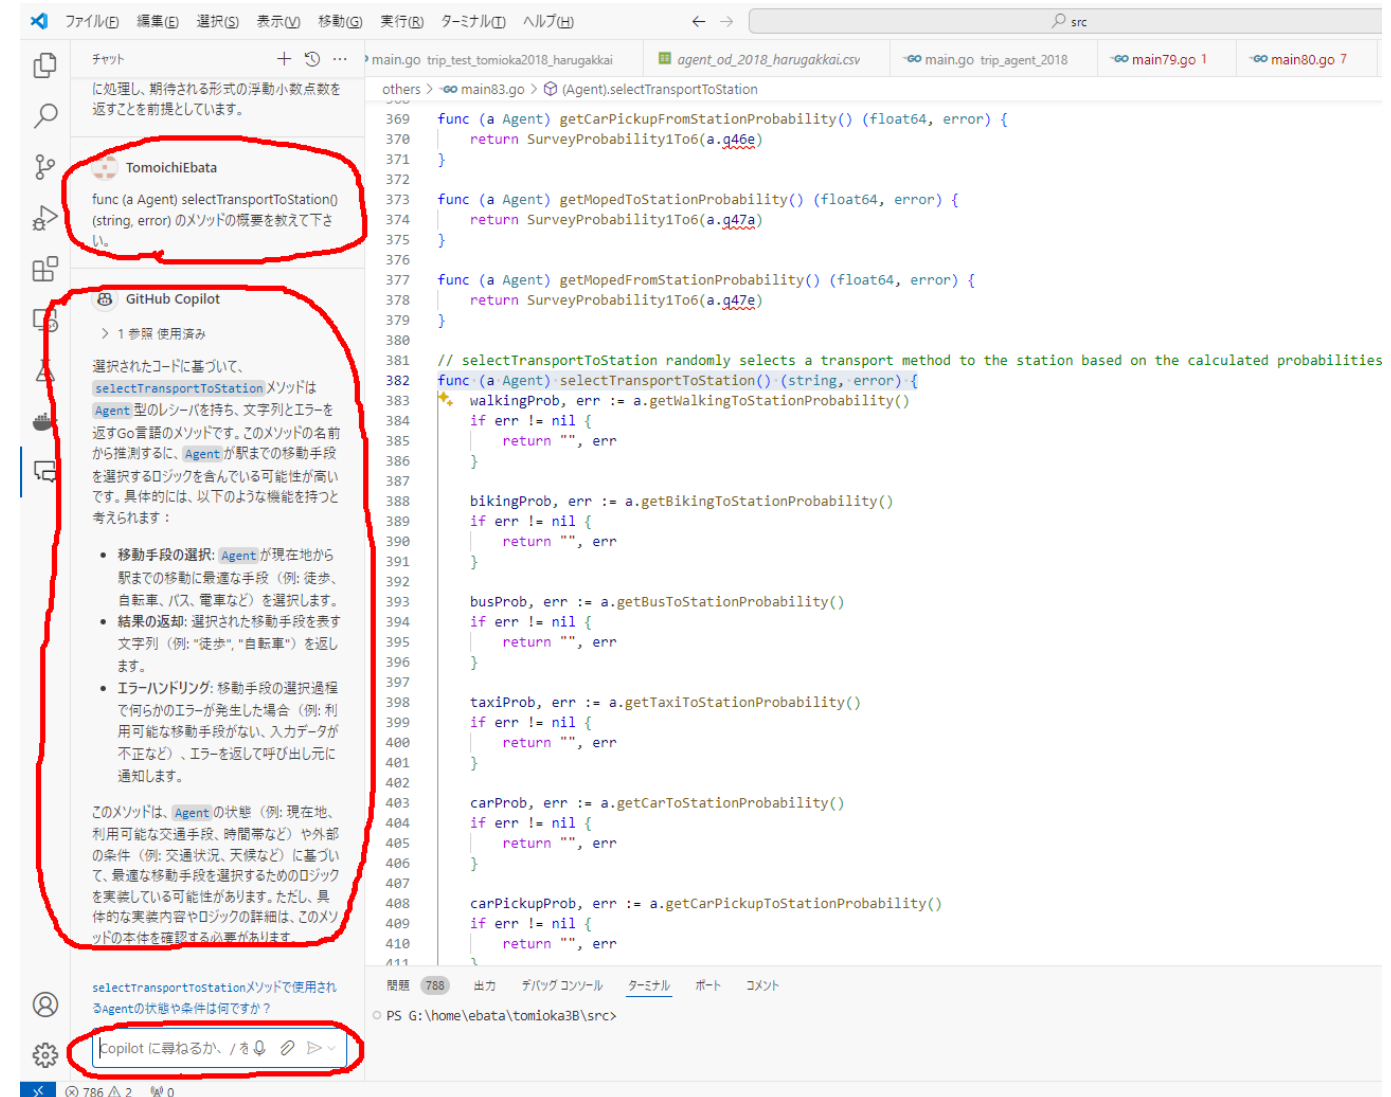 ファイル(F) 編集(E) 選択(S) 表示(V) 移動(G) 実行(R) ターミナル(T) ヘルプ(H) ← → src
チャット
main.go trip_test_tomioka2018_harugakkai agent_od_2018_harugakkai.csv main.go trip_agent_2018 main79.go 1 main80.go 7
others > main83.go > (Agent).selectTransportToStation
に処理し、期待される形式の浮動小数点数を
返すことを前提としています。
TomoichiEbata
func (a Agent) selectTransportToStation()
(string, error) のメソッドの概要を教えて下さ
い。
GitHub Copilot
> 1 参照 使用済み
選択されたコードに基づいて、
selectTransportToStation メソッドは
Agent 型のレシーバを持ち、文字列とエラーを
返すGo言語のメソッドです。このメソッドの名前
から推測するに、Agent が駅までの移動手段
を選択するロジックを含んでいる可能性が高い
です。具体的には、以下のような機能を持つと
考えられます：
• 移動手段の選択: Agent が現在地から
駅までの移動に最適な手段（例: 徒歩、
自転車、バス、電車など）を選択します。
• 結果の返却: 選択された移動手段を表す
文字列（例: "徒歩", "自転車"）を返し
ます。
• エラーハンドリング: 移動手段の選択過程
で何らかのエラーが発生した場合（例: 利
用可能な移動手段がない、入力データが
不正など）、エラーを返して呼び出し元に
通知します。
このメソッドは、Agent の状態（例: 現在地、
利用可能な交通手段、時間帯など）や外部
の条件（例: 交通状況、天候など）に基づい
て、最適な移動手段を選択するためのロジック
を実装している可能性があります。ただし、具
体的な実装内容やロジックの詳細は、このメソ
ッドの本体を確認する必要があります。
selectTransportToStationメソッドで使用され
るAgentの状態や条件は何ですか？
Copilot に尋ねるか、/ を
369 func (a Agent) getCarPickupFromStationProbability() (float64, error) {
370 return SurveyProbability1To6(a.q46e)
371 }
372
373 func (a Agent) getMopedToStationProbability() (float64, error) {
374 return SurveyProbability1To6(a.q47a)
375 }
376
377 func (a Agent) getMopedFromStationProbability() (float64, error) {
378 return SurveyProbability1To6(a.q47e)
379 }
380
381 // selectTransportToStation randomly selects a transport method to the station based on the calculated probabilities
382 func (a Agent) selectTransportToStation() (string, error) {
383 walkingProb, err := a.getWalkingToStationProbability()
384 if err != nil {
385 return "", err
386 }
387
388 bikingProb, err := a.getBikingToStationProbability()
389 if err != nil {
390 return "", err
391 }
392
393 busProb, err := a.getBusToStationProbability()
394 if err != nil {
395 return "", err
396 }
397
398 taxiProb, err := a.getTaxiToStationProbability()
399 if err != nil {
400 return "", err
401 }
402
403 carProb, err := a.getCarToStationProbability()
404 if err != nil {
405 return "", err
406 }
407
408 carPickupProb, err := a.getCarPickupToStationProbability()
409 if err != nil {
410 return "", err
411 }
問題 788 出力 デバッグ コンソール ターミナル ポート コメント
PS G:\home\ebata\tomioka3B\src>
786 2 0